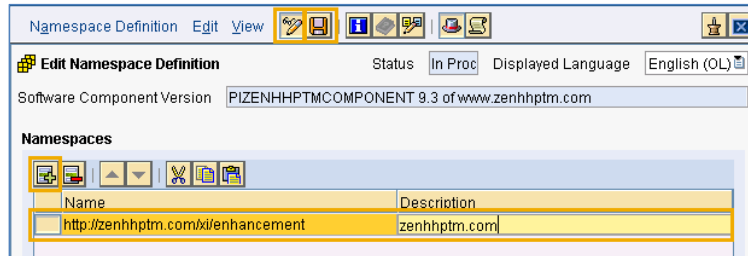 Namespace Definition Edit View
Edit Namespace Definition Status In Proc Displayed Language English (OL)
Software Component Version PIZENHHPTMCOMPONENT 9.3 of www.zenhhptm.com
Namespaces
Name Description
http://zenhhptm.com/xi/enhancement zenhhptm.com